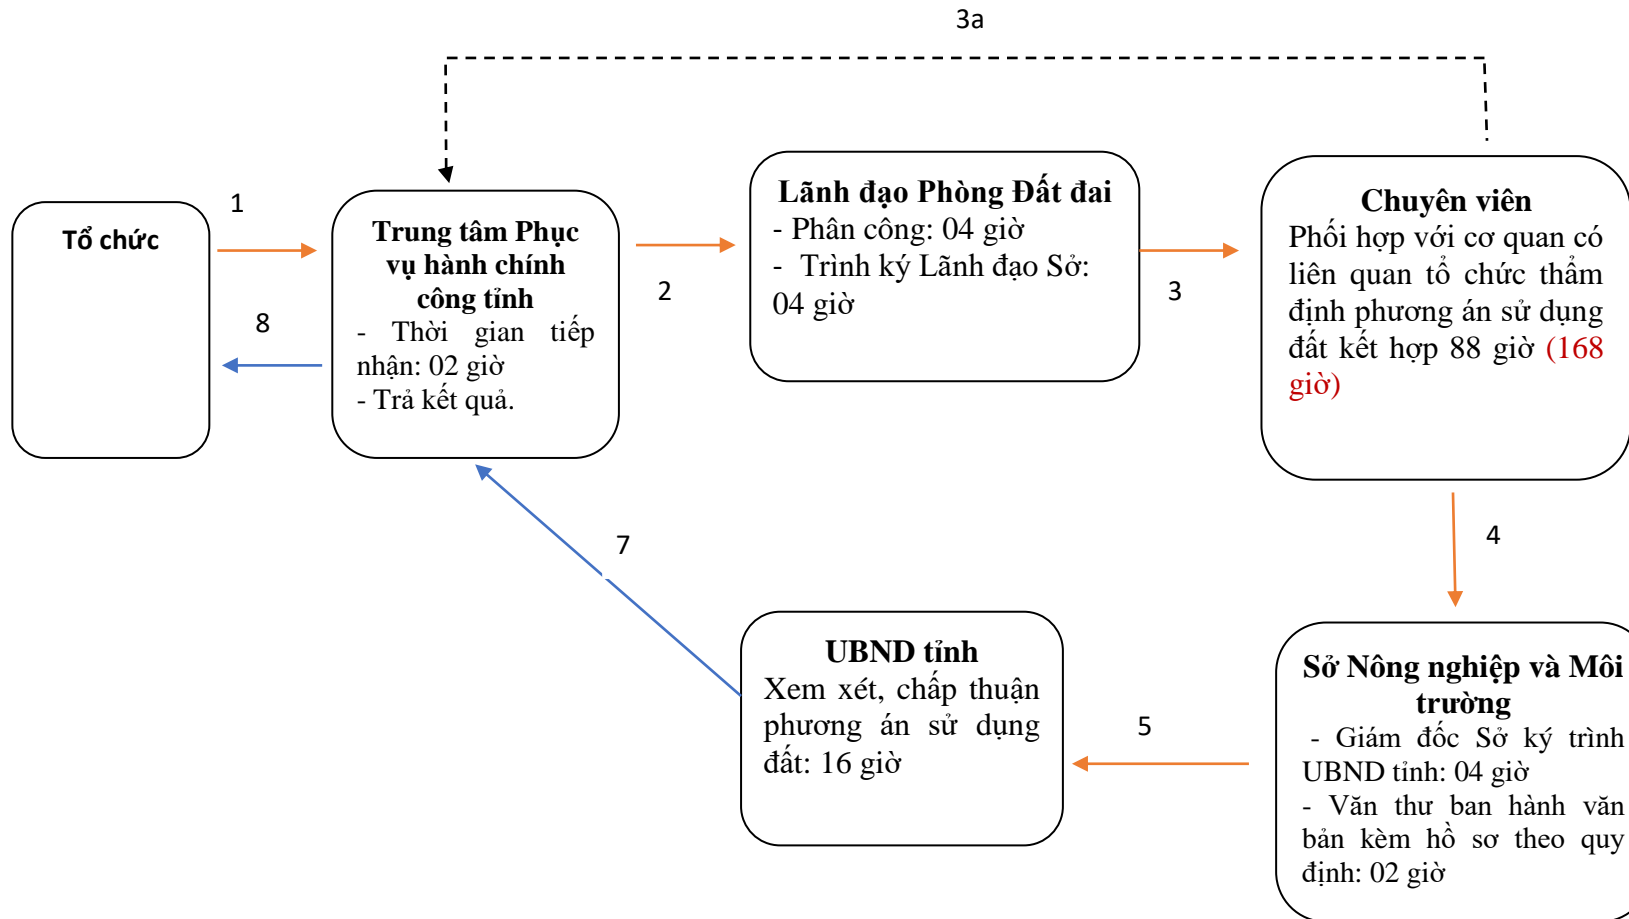 3a
Tổ chức
1
8
Trung tâm Phục
vụ hành chính
công tỉnh
- Thời gian tiếp
nhận: 02 giờ
- Trả kết quả.
2
Lãnh đạo Phòng Đất đai
- Phân công: 04 giờ
- Trình ký Lãnh đạo Sở:
04 giờ
3
Chuyên viên
Phối hợp với cơ quan có
liên quan tổ chức thẩm
định phương án sử dụng
đất kết hợp 88 giờ (168
giờ)
4
Sở Nông nghiệp và Môi
trường
- Giám đốc Sở ký trình
UBND tỉnh: 04 giờ
- Văn thư ban hành văn
bản kèm hồ sơ theo quy
định: 02 giờ
5
UBND tỉnh
Xem xét, chấp thuận
phương án sử dụng
đất: 16 giờ
7